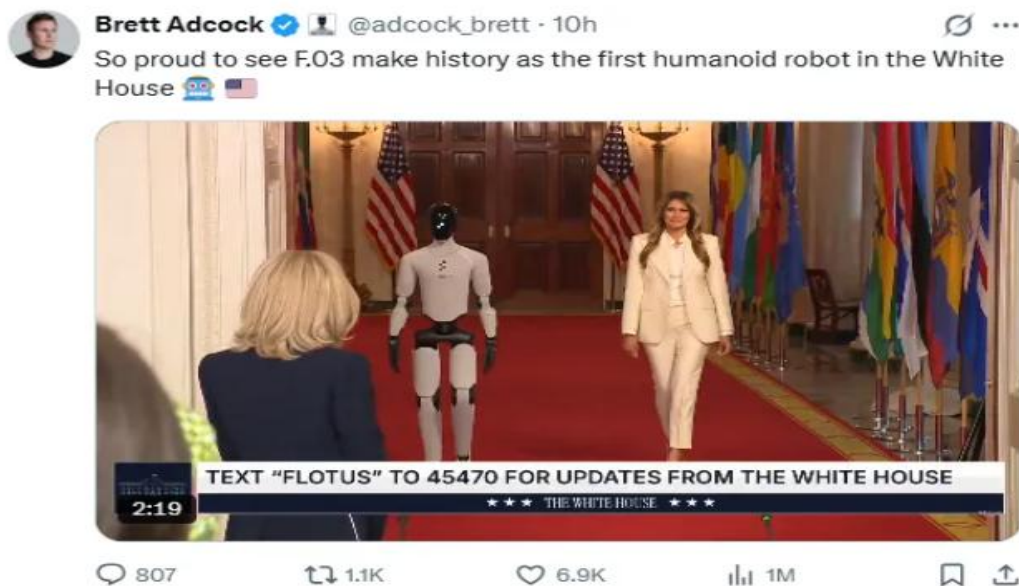 Brett Adcock @adcock_brett · 10h
So proud to see F.03 make history as the first humanoid robot in the White
House 🤖 🇺🇸
TEXT “FLOTUS” TO 45470 FOR UPDATES FROM THE WHITE HOUSE
★ ★ ★ THE WHITE HOUSE ★ ★ ★
2:19
807 1.1K 6.9K 1M